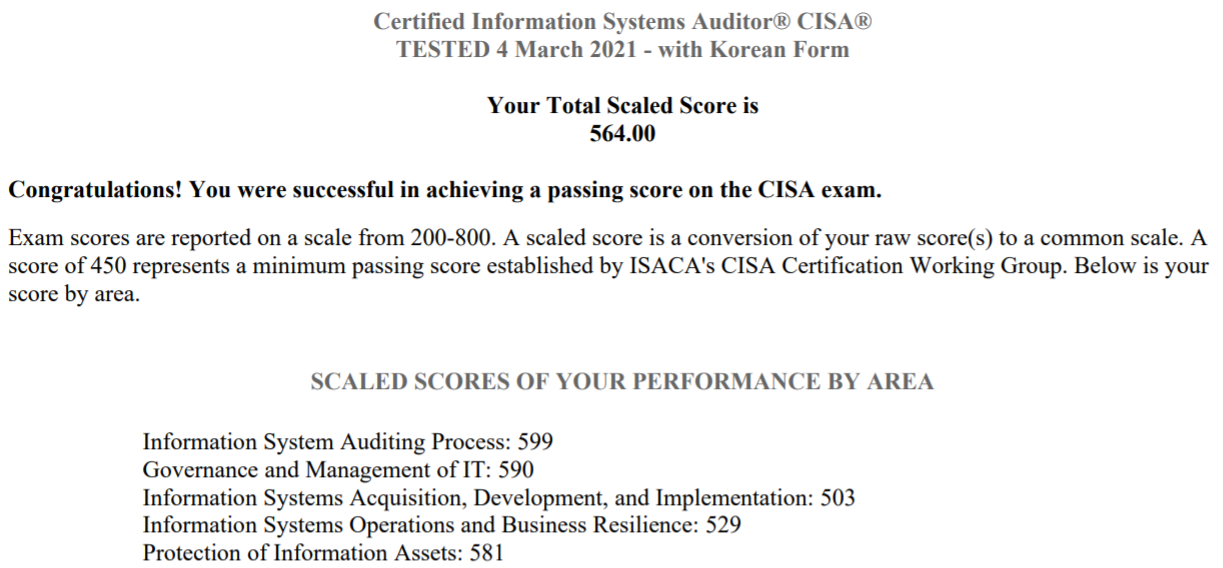 Certified Information Systems Auditor® CISA®
TESTED 4 March 2021 - with Korean Form
Your Total Scaled Score is
564.00
Congratulations! You were successful in achieving a passing score on the CISA exam.
Exam scores are reported on a scale from 200-800. A scaled score is a conversion of your raw score(s) to a common scale. A
score of 450 represents a minimum passing score established by ISACA's CISA Certification Working Group. Below is your
score by area.
SCALED SCORES OF YOUR PERFORMANCE BY AREA
Information System Auditing Process: 599
Governance and Management of IT: 590
Information Systems Acquisition, Development, and Implementation: 503
Information Systems Operations and Business Resilience: 529
Protection of Information Assets: 581